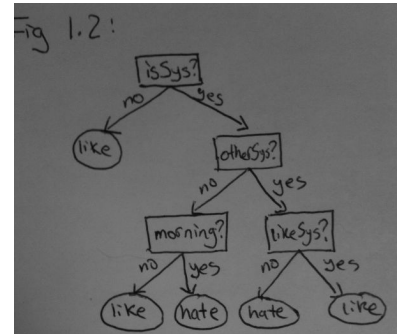 Fig 1.2:
isSys?
no yes
like
otherSys?
no yes
morning? likeSys?
no yes no yes
like hate hate like